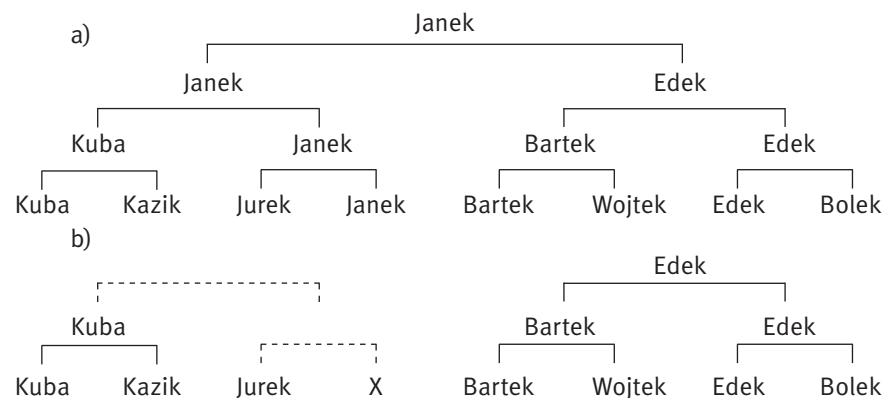 Janek
a)
Janek Edek
Kuba Janek Bartek Edek
Kuba Kazik Jurek Janek Bartek Wojtek Edek Bolek
b)
Edek
Kuba Bartek Edek
Kuba Kazik Jurek X Bartek Wojtek Edek Bolek